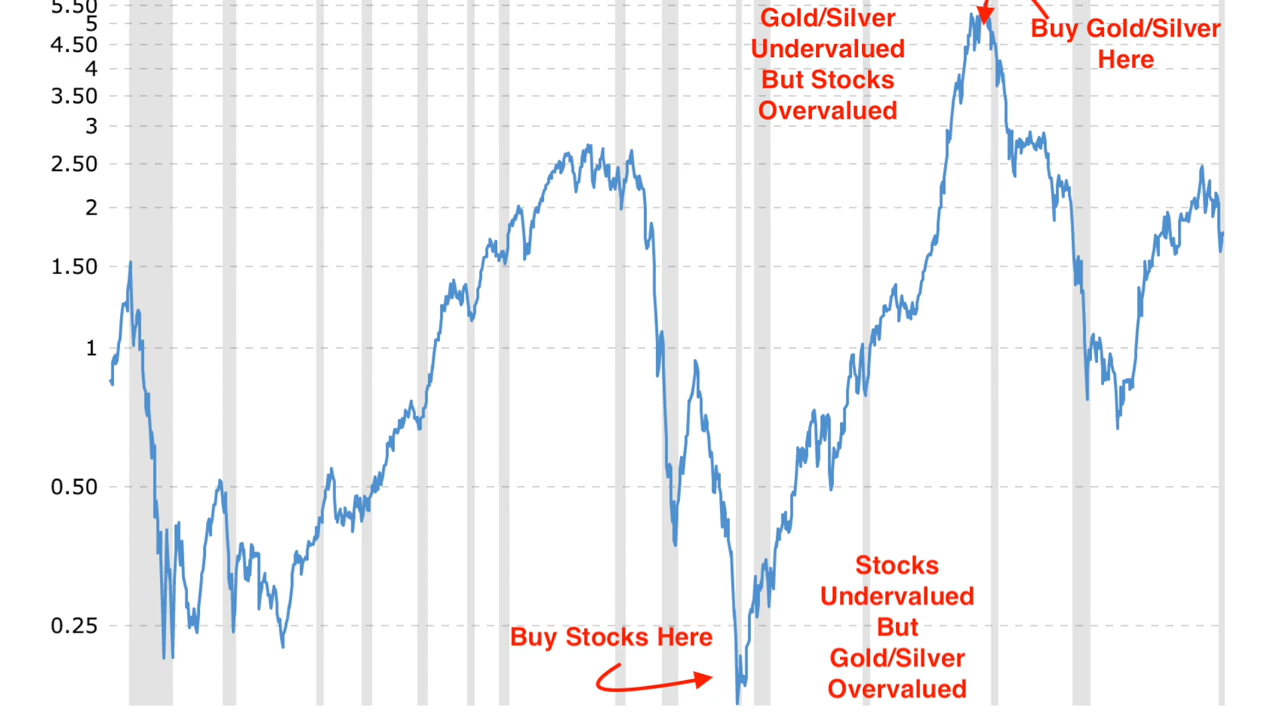 5.50
5
4.50
4
3.50
3
2.50
2
1.50
1
0.50
0.25
Gold/Silver
Undervalued
But Stocks
Overvalued
Buy Gold/Silver
Here
Buy Stocks Here
Stocks
Undervalued
But
Gold/Silver
Overvalued